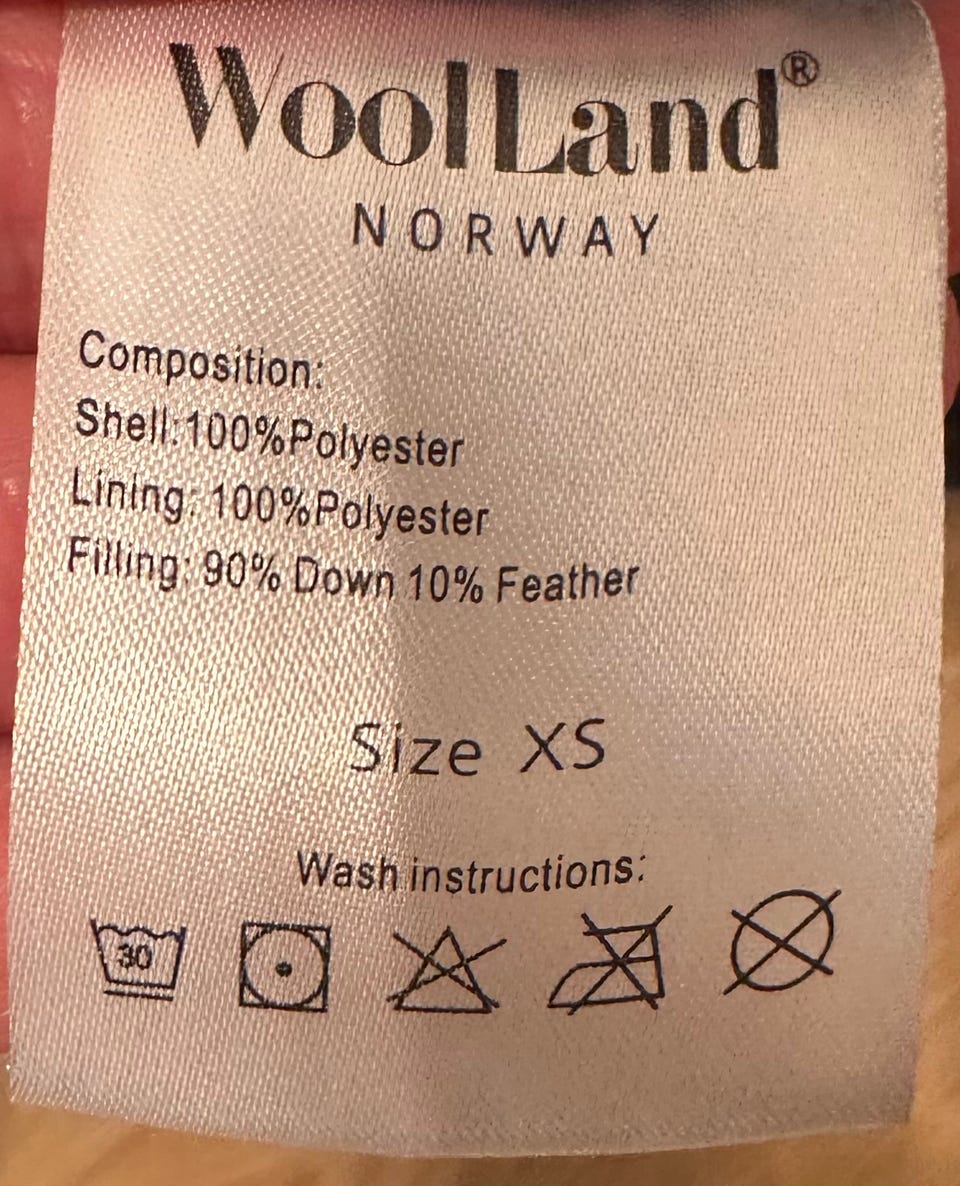 WoolLand®
NORWAY
Composition:
Shell:100%Polyester
Lining: 100%Polyester
Filling: 90% Down 10% Feather
Size XS
Wash instructions:
30